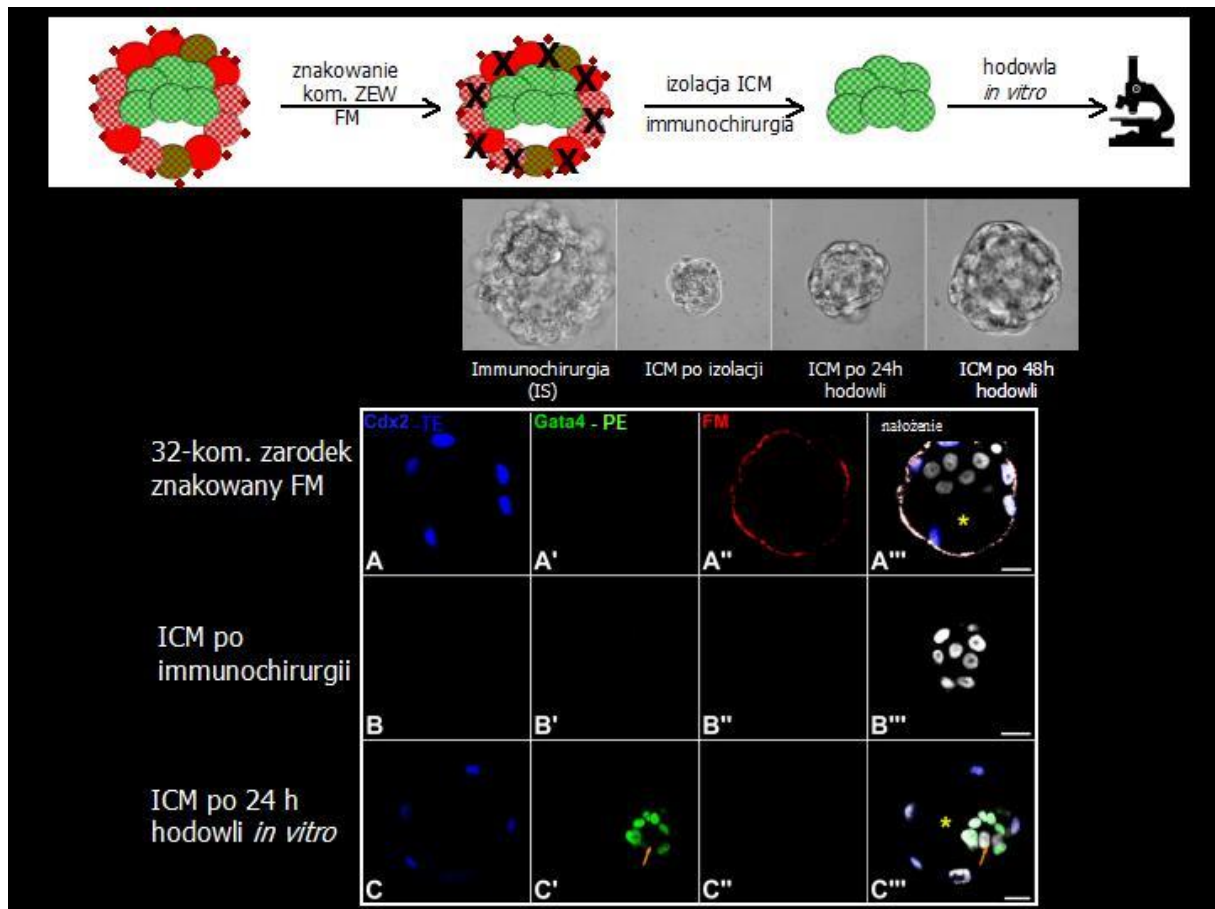 znakowanie
kom. ZEW
FM
izolacja ICM
immunochirurgia
hodowla
in vitro
X X X X X X X
Immunochirurgia
(IS)
ICM po izolacji
ICM po 24h
hodowli
ICM po 48h
hodowli
32-kom. zarodek
znakowany FM
Cdx2 -TE
Gata4 - PE
FM
nałożenie
*
A
A'
A''
A'''
ICM po
immunochirurgii
B
B'
B''
B'''
ICM po 24 h
hodowli in vitro
*
C
C'
C''
C'''